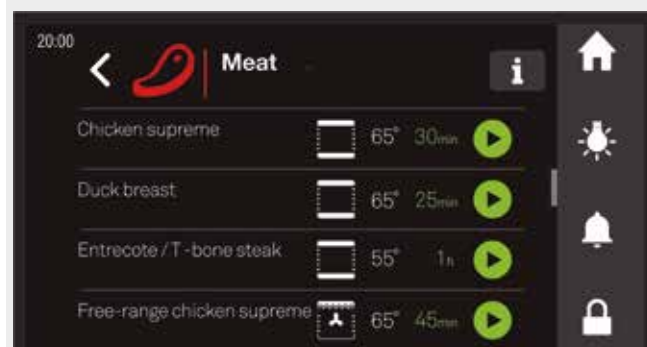 20:00
Meat
i
Chicken supreme 65° 30min
Duck breast 65° 25min
Entrecote / T-bone steak 55° 1h
Free-range chicken supreme 65° 45min